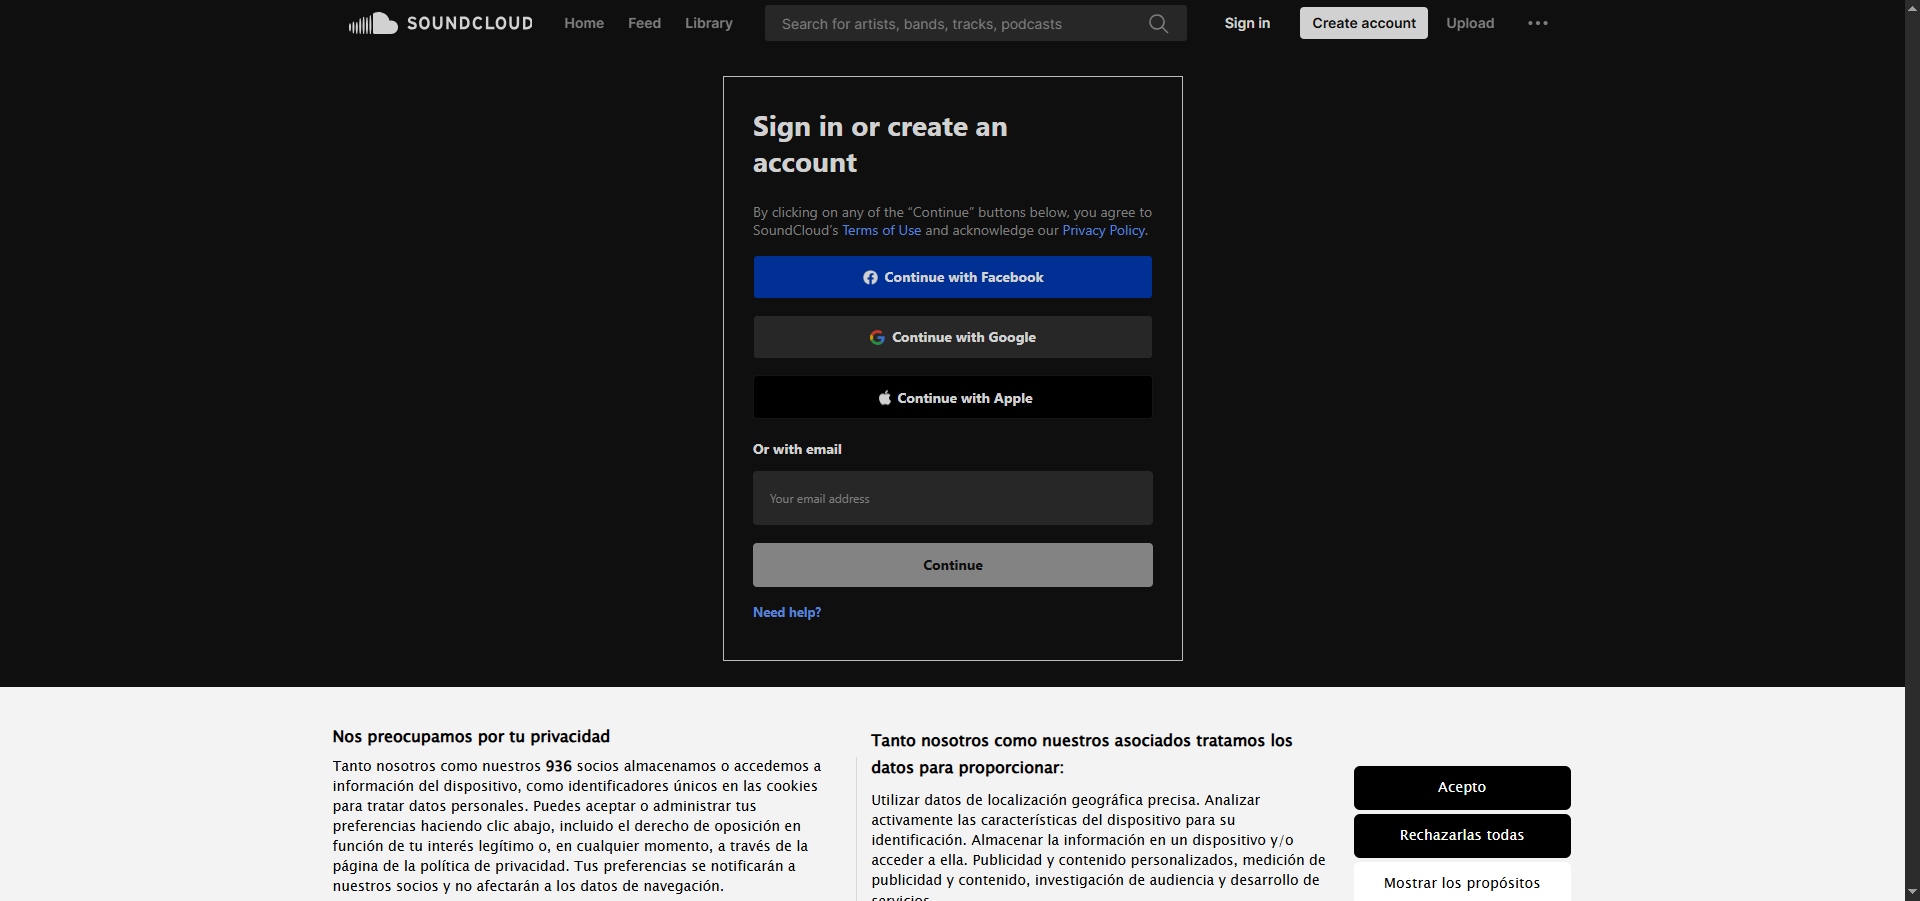 SOUNDCLOUD
Home
Feed
Library
Search for artists, bands, tracks, podcasts
Sign in
Create account
Upload
Sign in or create an
account
By clicking on any of the “Continue” buttons below, you agree to
SoundCloud’s Terms of Use and acknowledge our Privacy Policy.
Continue with Facebook
Continue with Google
Continue with Apple
Or with email
Your email address
Continue
Need help?
Nos preocupamos por tu privacidad
Tanto nosotros como nuestros 936 socios almacenamos o accedemos a
información del dispositivo, como identificadores únicos en las cookies
para tratar datos personales. Puedes aceptar o administrar tus
preferencias haciendo clic abajo, incluido el derecho de oposición en
función de tu interés legítimo o, en cualquier momento, a través de la
página de la política de privacidad. Tus preferencias se notificarán a
nuestros socios y no afectarán a los datos de navegación.
Tanto nosotros como nuestros asociados tratamos los
datos para proporcionar:
Utilizar datos de localización geográfica precisa. Analizar
activamente las características del dispositivo para su
identificación. Almacenar la información en un dispositivo y/o
acceder a ella. Publicidad y contenido personalizados, medición de
publicidad y contenido, investigación de audiencia y desarrollo de
servicios.
Acepto
Rechazarlas todas
Mostrar los propósitos